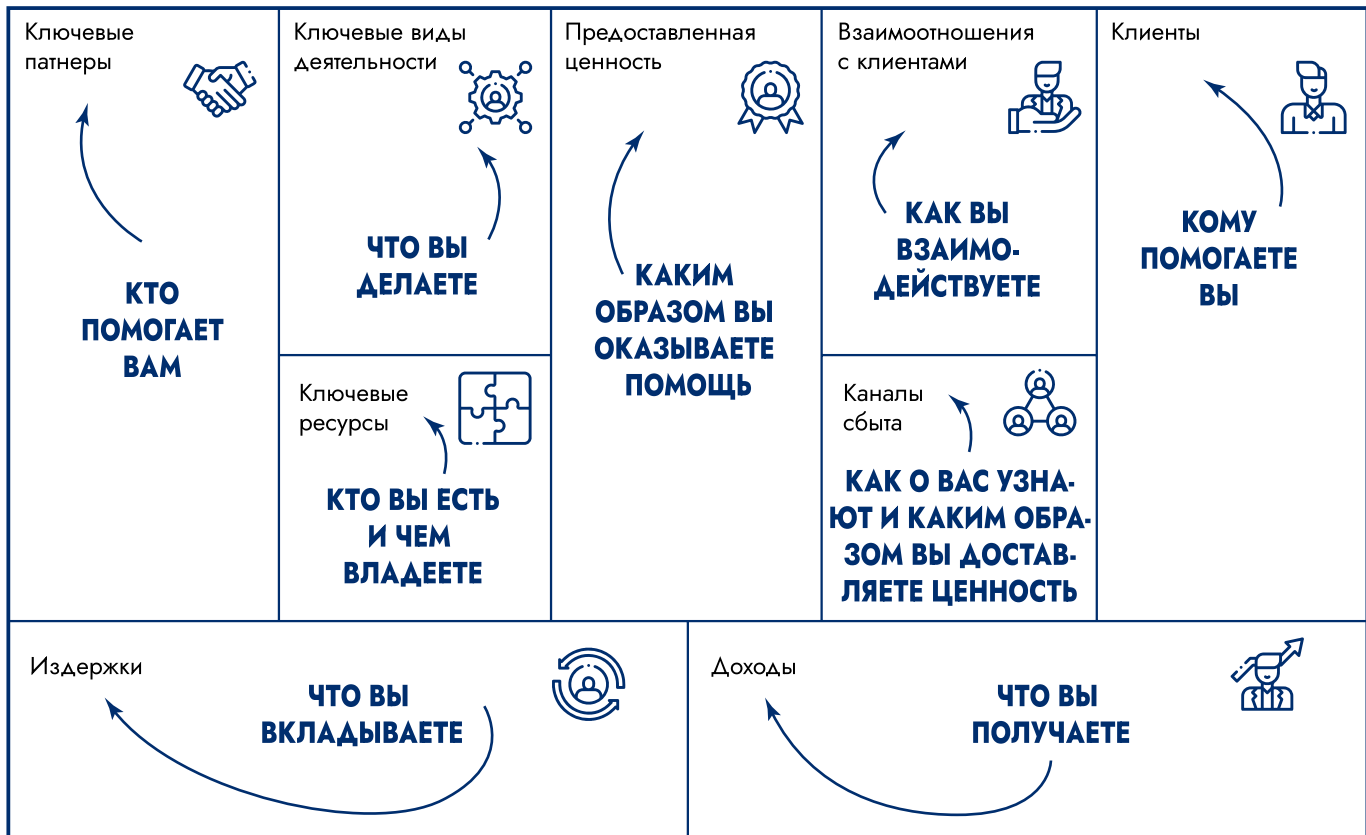 Ключевые
патнеры
КТО
ПОМОГАЕТ
ВАМ
Ключевые виды
деятельности
ЧТО ВЫ
ДЕЛАЕТЕ
Ключевые
ресурсы
КТО ВЫ ЕСТЬ
И ЧЕМ
ВЛАДЕЕТЕ
Предоставленная
ценность
КАКИМ
ОБРАЗОМ ВЫ
ОКАЗЫВАЕТЕ
ПОМОЩЬ
Взаимоотношения
с клиентами
КАК ВЫ
ВЗАИМО-
ДЕЙСТВУЕТЕ
Каналы
сбыта
КАК О ВАС УЗНА-
ЮТ И КАКИМ ОБРА-
ЗОМ ВЫ ДОСТАВ-
ЛЯЕТЕ ЦЕННОСТЬ
Клиенты
КОМУ
ПОМОГАЕТЕ
ВЫ
Издержки
ЧТО ВЫ
ВКЛАДЫВАЕТЕ
Доходы
ЧТО ВЫ
ПОЛУЧАЕТЕ